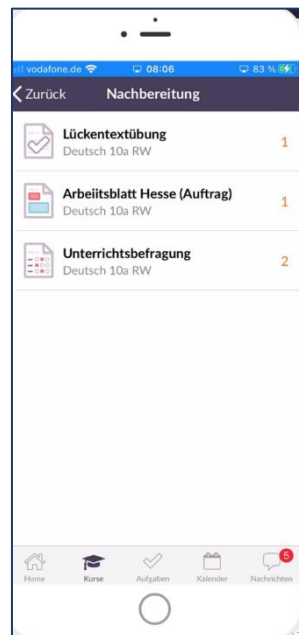 vodafone.de 08:06 83 %
Zurück Nachbereitung
Lückentextübung
Deutsch 10a RW
1
Arbeiitsblatt Hesse (Auftrag)
Deutsch 10a RW
1
Unterrichtsbefragung
Deutsch 10a RW
2
5
Home Kurse Aufgaben Kalender Nachrichten